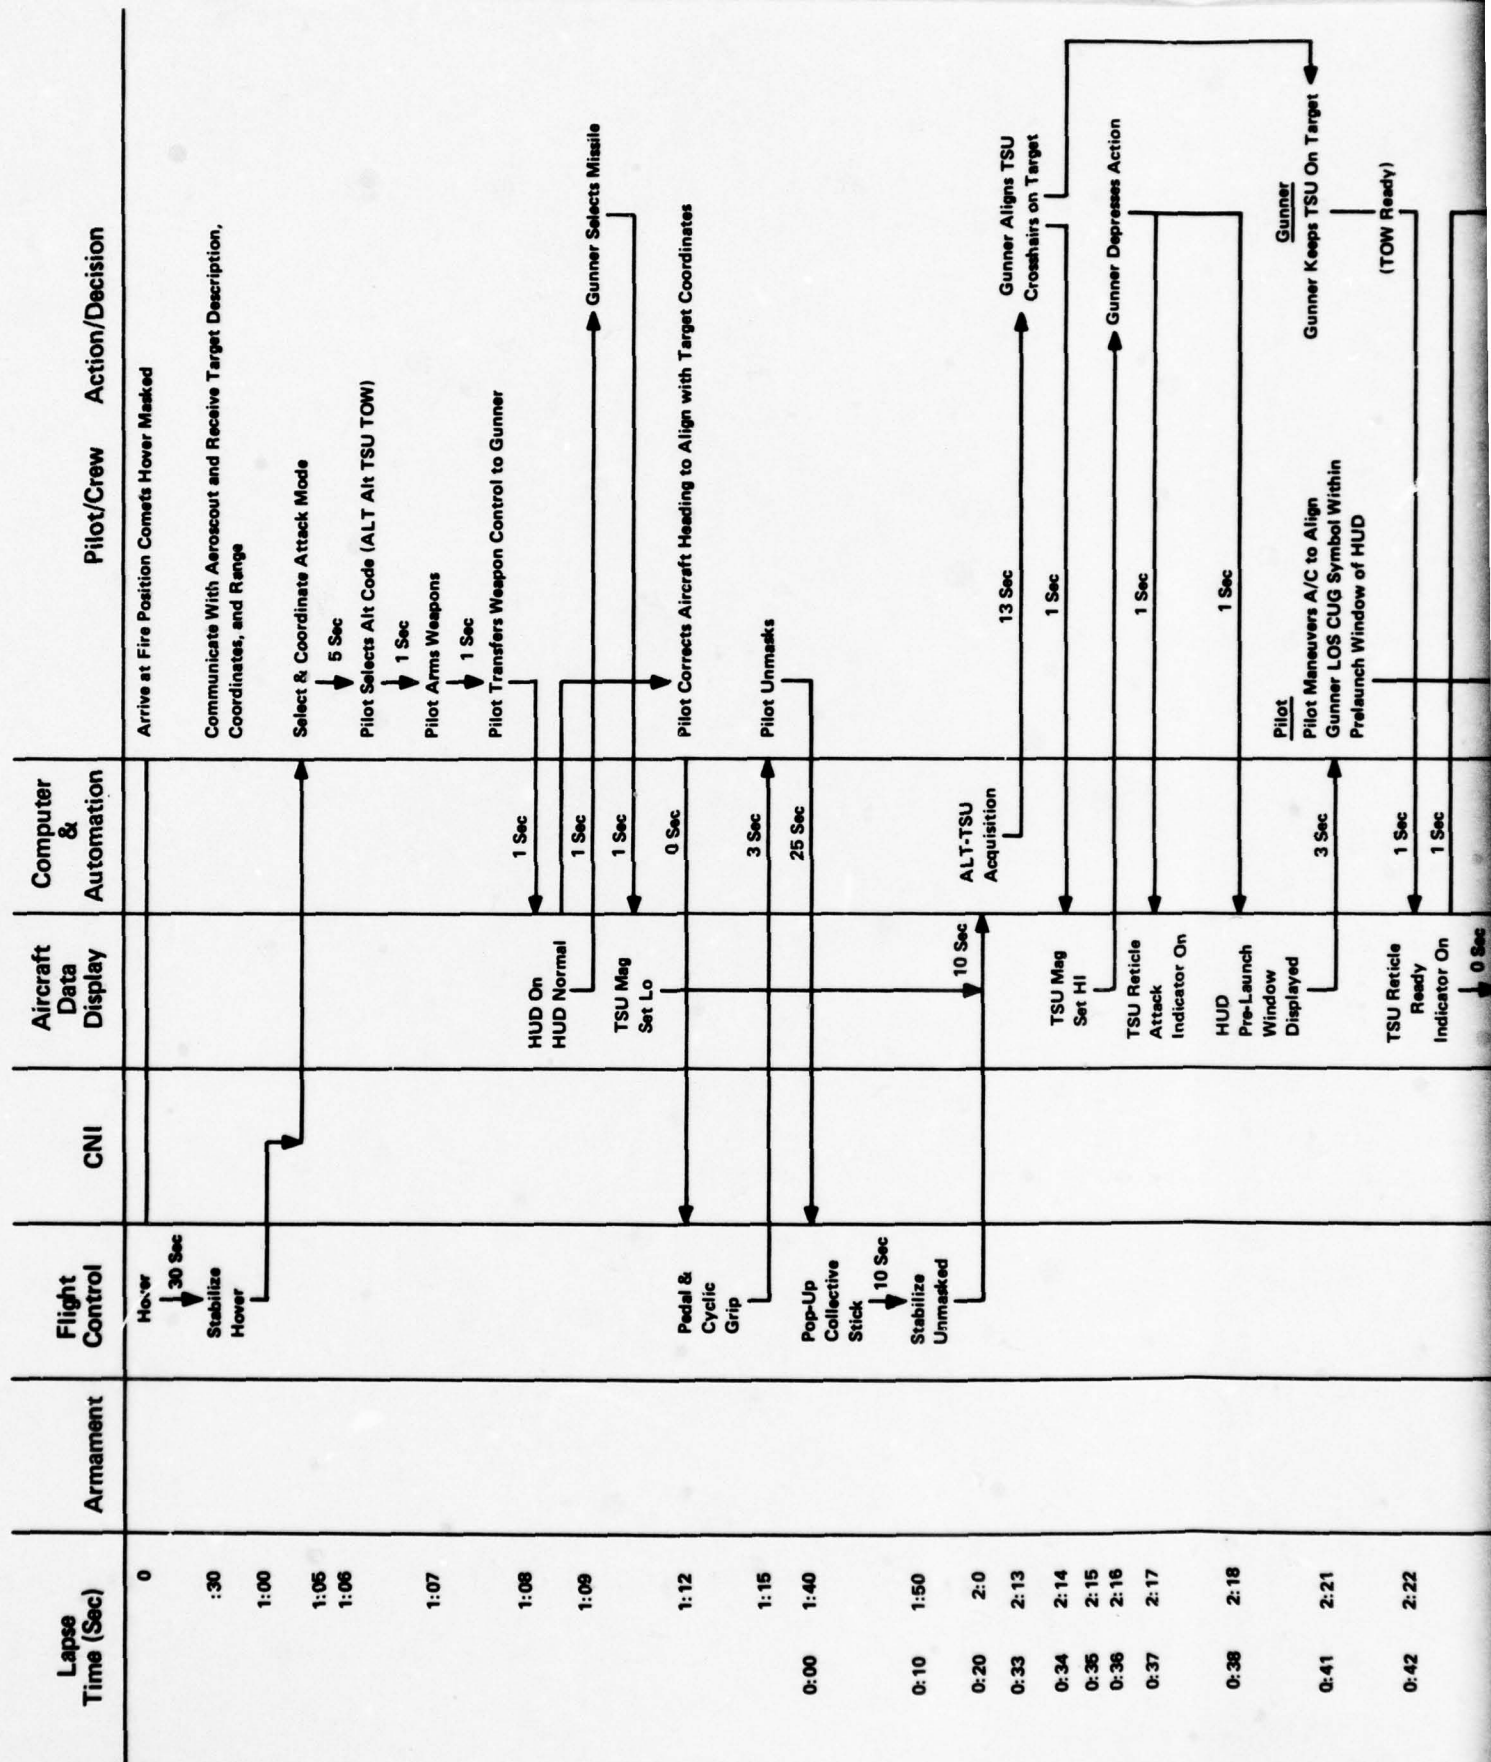 Lapse
Time (Sec)
Armament
Flight
Control
CNI
Aircraft
Data
Display
Computer
&
Automation
Pilot/Crew Action/Decision
0
Hover
Arrive at Fire Position Comets Hover Masked
30 Sec
:30
Stabilize
Hover
Communicate With Aeroscout and Receive Target Description,
Coordinates, and Range
1:00
1:05
Select & Coordinate Attack Mode
5 Sec
1:06
Pilot Selects Alt Code (ALT Alt TSU TOW)
1 Sec
1:07
Pilot Arms Weapons
1 Sec
1:08
Pilot Transfers Weapon Control to Gunner
1 Sec
HUD On
HUD Normal
1:09
1 Sec
Gunner Selects Missile
1 Sec
TSU Mag
Set Lo
1:12
Pedal &
Cyclic
Grip
0 Sec
Pilot Corrects Aircraft Heading to Align with Target Coordinates
1:15
3 Sec
Pilot Unmasks
0:00 1:40
Pop-Up
Collective
Stick
25 Sec
10 Sec
0:10 1:50
Stabilize
Unmasked
0:20 2:0
10 Sec
ALT-TSU
Acquisition
0:33 2:13
13 Sec
Gunner Aligns TSU
Crosshairs on Target
0:34 2:14
1 Sec
TSU Mag
Set HI
0:35 2:15
0:36 2:16
Gunner Depresses Action
0:37 2:17
TSU Reticle
Attack
Indicator On
1 Sec
0:38 2:18
HUD
Pre-Launch
Window
Displayed
1 Sec
0:41 2:21
3 Sec
Pilot
Pilot Maneuvers A/C to Align
Gunner LOS CUG Symbol Within
Prelaunch Window of HUD
Gunner
Gunner Keeps TSU On Target
(TOW Ready)
0:42 2:22
TSU Reticle
Ready
Indicator On
1 Sec
1 Sec
0 Sec